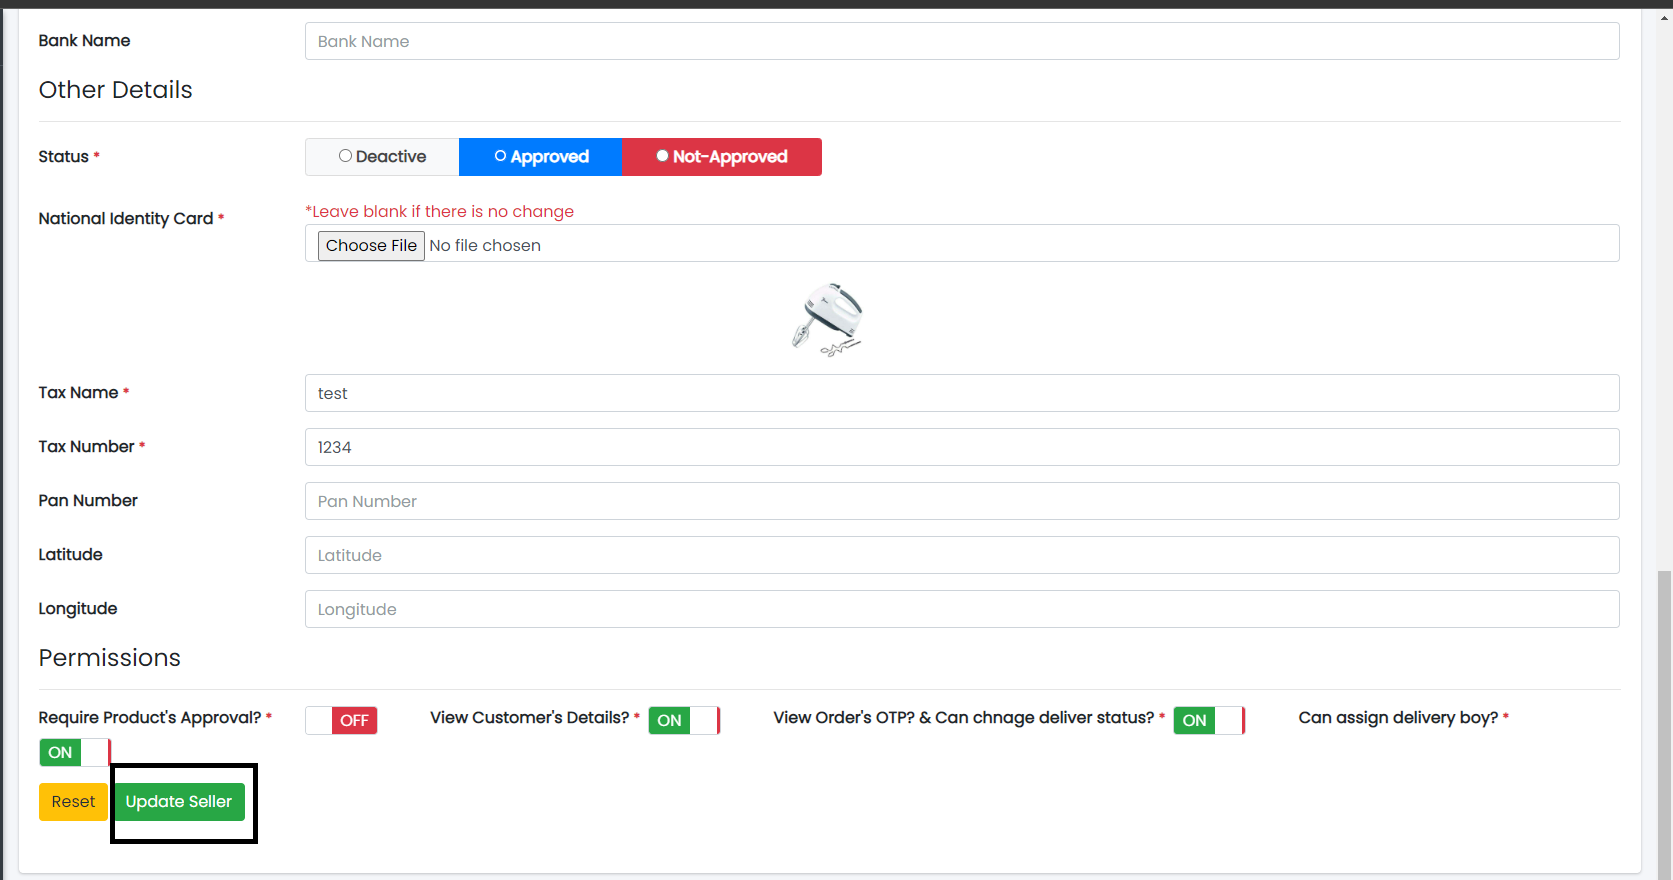 Bank Name Bank Name
Other Details
Status * Deactive Approved Not-Approved
*Leave blank if there is no change
National Identity Card * Choose File No file chosen
Tax Name * test
Tax Number * 1234
Pan Number Pan Number
Latitude Latitude
Longitude Longitude
Permissions
Require Product's Approval? * OFF View Customer's Details? * ON View Order's OTP? & Can chnage deliver status? * ON Can assign delivery boy? *
ON
Reset Update Seller